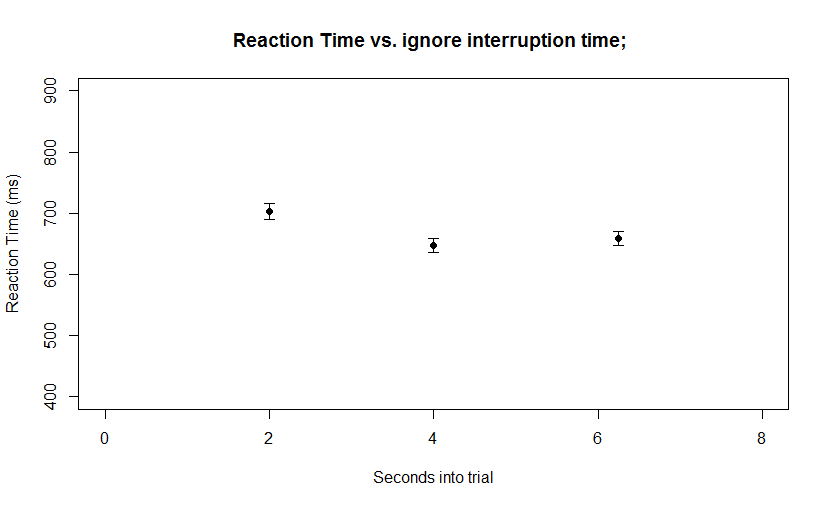 Reaction Time vs. ignore interruption time;
Reaction Time (ms)
900
800
700
600
500
400
0 2 4 6 8
Seconds into trial